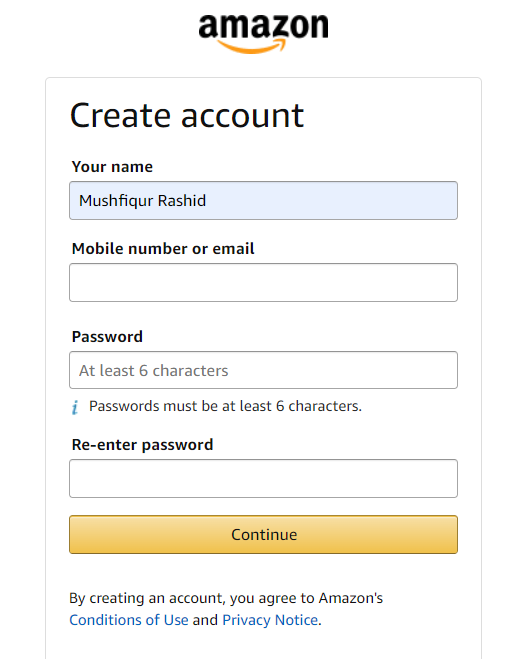 amazon
Create account
Your name
Mushfiqur Rashid
Mobile number or email
Password
At least 6 characters
i Passwords must be at least 6 characters.
Re-enter password
Continue
By creating an account, you agree to Amazon's
Conditions of Use and Privacy Notice.